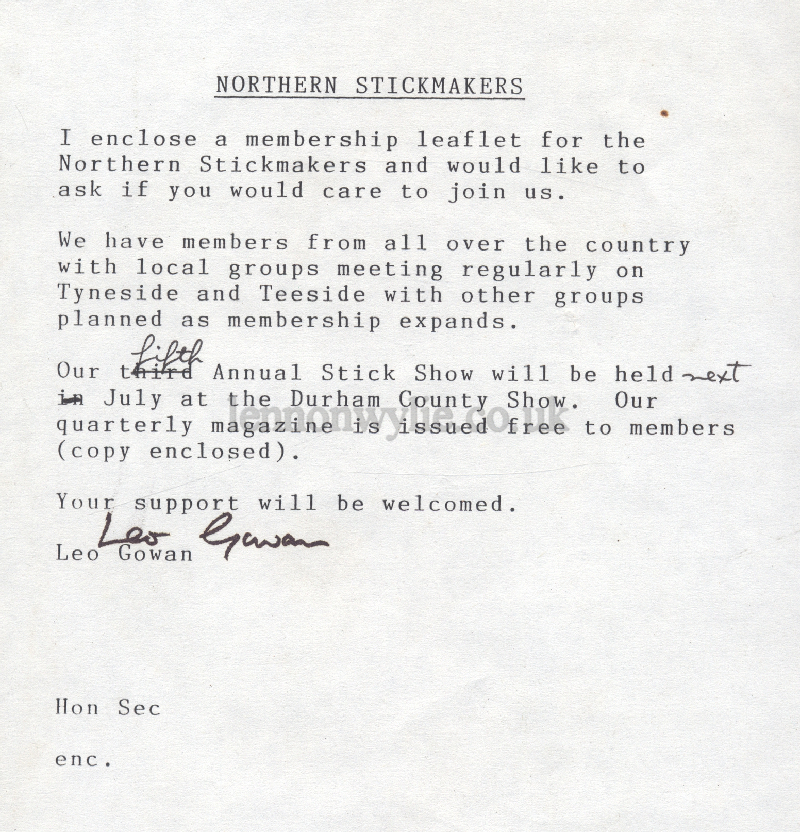 NORTHERN STICKMAKERS
I enclose a membership leaflet for the
Northern Stickmakers and would like to
ask if you would care to join us.
We have members from all over the country
with local groups meeting regularly on
Tyneside and Teeside with other groups
planned as membership expands.
fifth
Our third Annual Stick Show will be held next
in July at the Durham County Show. Our
lennonwylie.co.uk
quarterly magazine is issued free to members
(copy enclosed).
Your support will be welcomed.
Leo Gowan
Leo Gowan
Hon Sec
enc.